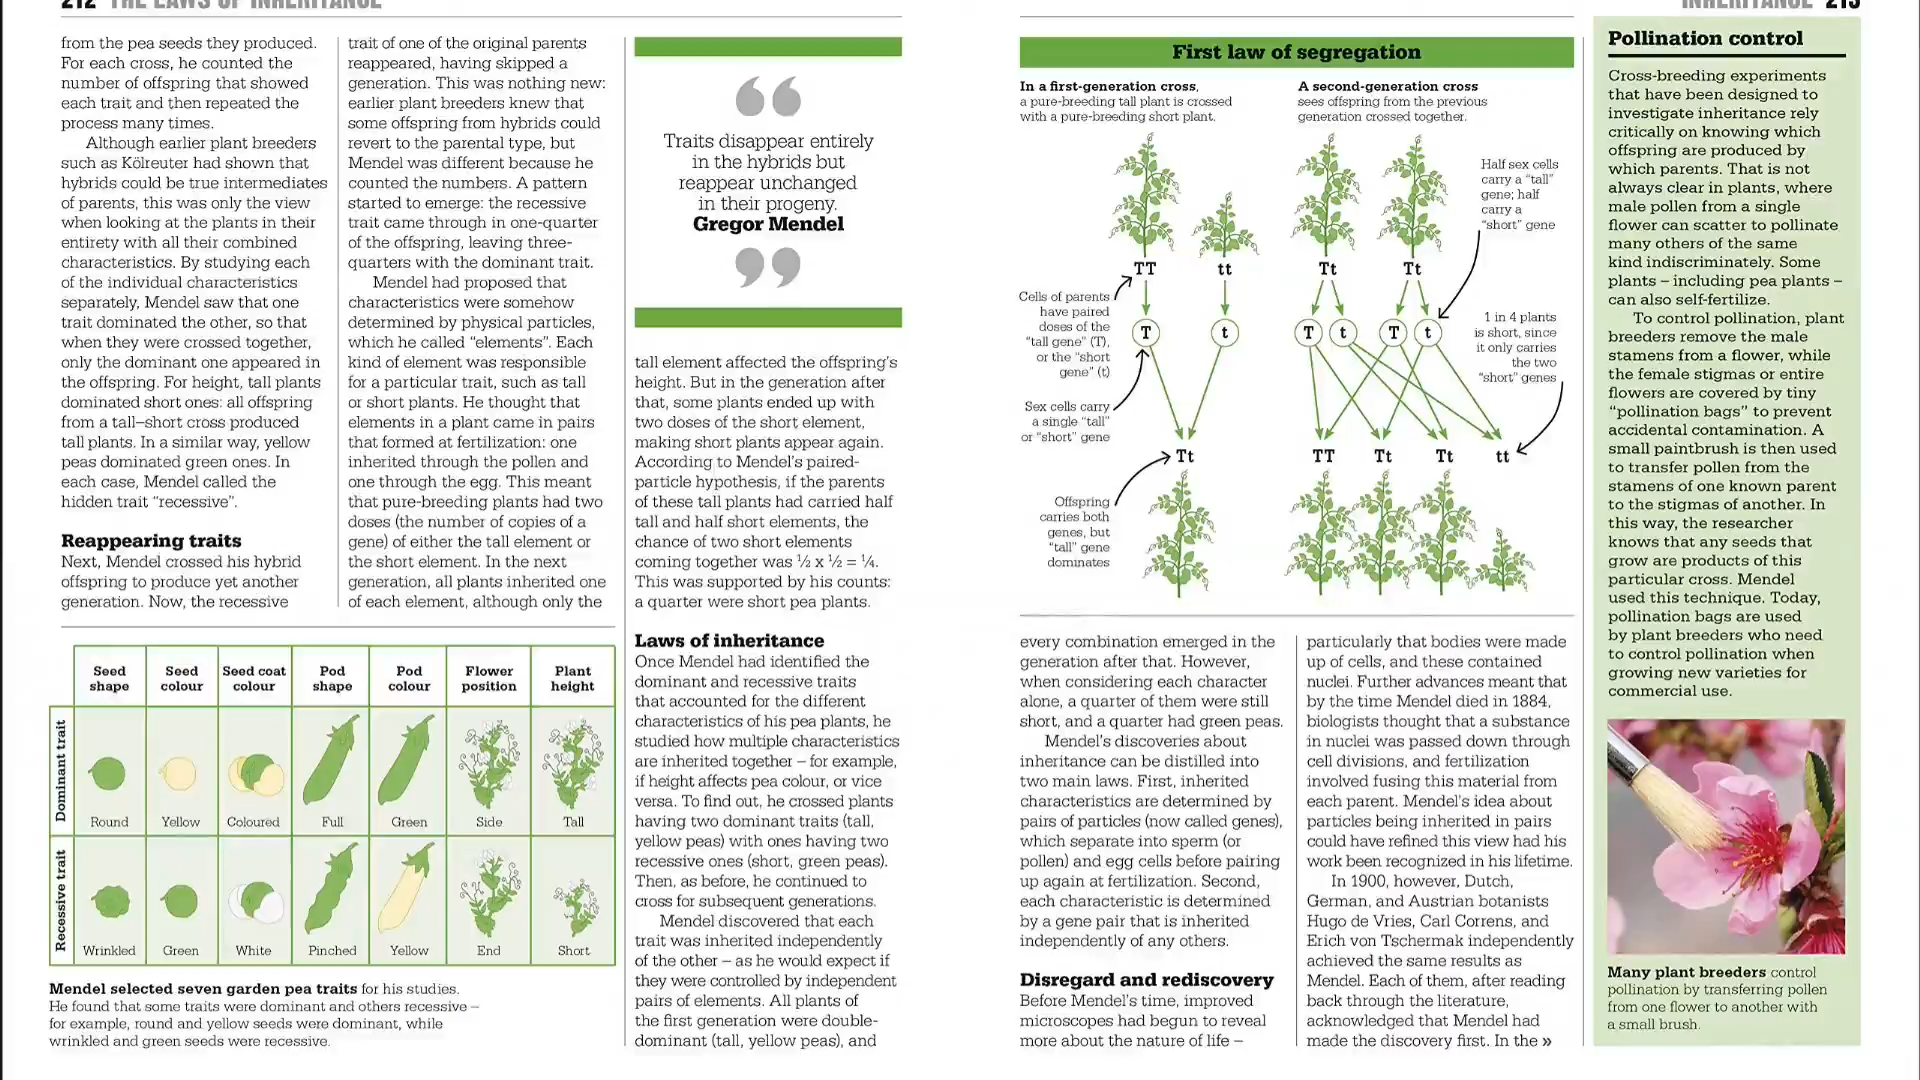 212 THE LAWS OF INHERITANCE
from the pea seeds they produced.
For each cross, he counted the
number of offspring that showed
each trait and then repeated the
process many times.
Although earlier plant breeders
such as Kölreuter had shown that
hybrids could be true intermediates
of parents, this was only the view
when looking at the plants in their
entirety with all their combined
characteristics. By studying each
of the individual characteristics
separately, Mendel saw that one
trait dominated the other, so that
when they were crossed together,
only the dominant one appeared in
the offspring. For height, tall plants
dominated short ones: all offspring
from a tall–short cross produced
tall plants. In a similar way, yellow
peas dominated green ones. In
each case, Mendel called the
hidden trait “recessive”.
Reappearing traits
Next, Mendel crossed his hybrid
offspring to produce yet another
generation. Now, the recessive
trait of one of the original parents
reappeared, having skipped a
generation. This was nothing new:
earlier plant breeders knew that
some offspring from hybrids could
revert to the parental type, but
Mendel was different because he
counted the numbers. A pattern
started to emerge: the recessive
trait came through in one-quarter
of the offspring, leaving three-
quarters with the dominant trait.
Mendel had proposed that
characteristics were somehow
determined by physical particles,
which he called “elements”. Each
kind of element was responsible
for a particular trait, such as tall
or short plants. He thought that
elements in a plant came in pairs
that formed at fertilization: one
inherited through the pollen and
one through the egg. This meant
that pure-breeding plants had two
doses (the number of copies of a
gene) of either the tall element or
the short element. In the next
generation, all plants inherited one
of each element, although only the
“
Traits disappear entirely
in the hybrids but
reappear unchanged
in their progeny.
Gregor Mendel
”
tall element affected the offspring’s
height. But in the generation after
that, some plants ended up with
two doses of the short element,
making short plants appear again.
According to Mendel’s paired-
particle hypothesis, if the parents
of these tall plants had carried half
tall and half short elements, the
chance of two short elements
coming together was ½ x ½ = ¼.
This was supported by his counts:
a quarter were short pea plants.
Laws of inheritance
Once Mendel had identified the
dominant and recessive traits
that accounted for the different
characteristics of his pea plants, he
studied how multiple characteristics
are inherited together – for example,
if height affects pea colour, or vice
versa. To find out, he crossed plants
having two dominant traits (tall,
yellow peas) with ones having two
recessive ones (short, green peas).
Then, as before, he continued to
cross for subsequent generations.
Mendel discovered that each
trait was inherited independently
of the other – as he would expect if
they were controlled by independent
pairs of elements. All plants of
the first generation were double-
dominant (tall, yellow peas), and
Seed shape Seed colour Seed coat colour Pod shape Pod colour Flower position Plant height
Dominant trait
Round Yellow Coloured Full Green Side Tall
Recessive trait
Wrinkled Green White Pinched Yellow End Short
Mendel selected seven garden pea traits for his studies.
He found that some traits were dominant and others recessive –
for example, round and yellow seeds were dominant, while
wrinkled and green seeds were recessive.
INHERITANCE 213
First law of segregation
In a first-generation cross,
a pure-breeding tall plant is crossed
with a pure-breeding short plant.
A second-generation cross
sees offspring from the previous
generation crossed together.
TT tt Tt Tt
Half sex cells
carry a “tall”
gene; half
carry a
“short” gene
Cells of parents
have paired
doses of the
“tall gene” (T),
or the “short
gene” (t)
T t T t T t
1 in 4 plants
is short, since
it only carries
the two
“short” genes
Sex cells carry
a single “tall”
or “short” gene
Tt TT Tt Tt tt
Offspring
carries both
genes, but
“tall” gene
dominates
every combination emerged in the
generation after that. However,
when considering each character
alone, a quarter of them were still
short, and a quarter had green peas.
Mendel’s discoveries about
inheritance can be distilled into
two main laws. First, inherited
characteristics are determined by
pairs of particles (now called genes),
which separate into sperm (or
pollen) and egg cells before pairing
up again at fertilization. Second,
each characteristic is determined
by a gene pair that is inherited
independently of any others.
Disregard and rediscovery
Before Mendel’s time, improved
microscopes had begun to reveal
more about the nature of life –
particularly that bodies were made
up of cells, and these contained
nuclei. Further advances meant that
by the time Mendel died in 1884,
biologists thought that a substance
in nuclei was passed down through
cell divisions, and fertilization
involved fusing this material from
each parent. Mendel’s idea about
particles being inherited in pairs
could have refined this view had his
work been recognized in his lifetime.
In 1900, however, Dutch,
German, and Austrian botanists
Hugo de Vries, Carl Correns, and
Erich von Tschermak independently
achieved the same results as
Mendel. Each of them, after reading
back through the literature,
acknowledged that Mendel had
made the discovery first. In the »
Pollination control
Cross-breeding experiments
that have been designed to
investigate inheritance rely
critically on knowing which
offspring are produced by
which parents. That is not
always clear in plants, where
male pollen from a single
flower can scatter to pollinate
many others of the same
kind indiscriminately. Some
plants – including pea plants –
can also self-fertilize.
To control pollination, plant
breeders remove the male
stamens from a flower, while
the female stigmas or entire
flowers are covered by tiny
“pollination bags” to prevent
accidental contamination. A
small paintbrush is then used
to transfer pollen from the
stamens of one known parent
to the stigmas of another. In
this way, the researcher
knows that any seeds that
grow are products of this
particular cross. Mendel
used this technique. Today,
pollination bags are used
by plant breeders who need
to control pollination when
growing new varieties for
commercial use.
Many plant breeders control
pollination by transferring pollen
from one flower to another with
a small brush.